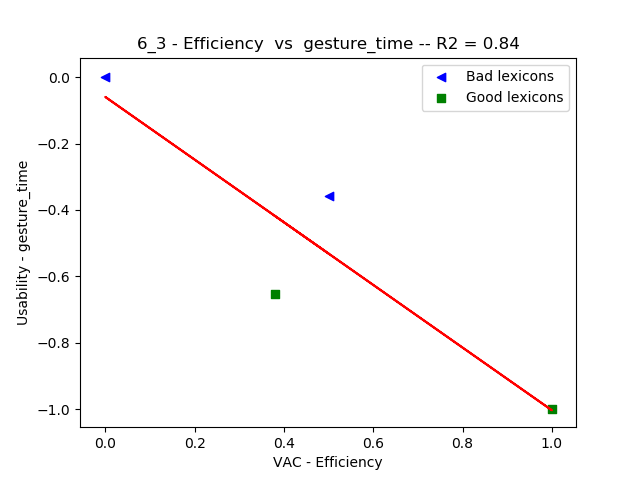 6_3 - Efficiency  vs  gesture_time -- R2 = 0.84
Bad lexicons
Good lexicons
Usability - gesture_time
0.0
−0.2
−0.4
−0.6
−0.8
−1.0
0.0 0.2 0.4 0.6 0.8 1.0
VAC - Efficiency